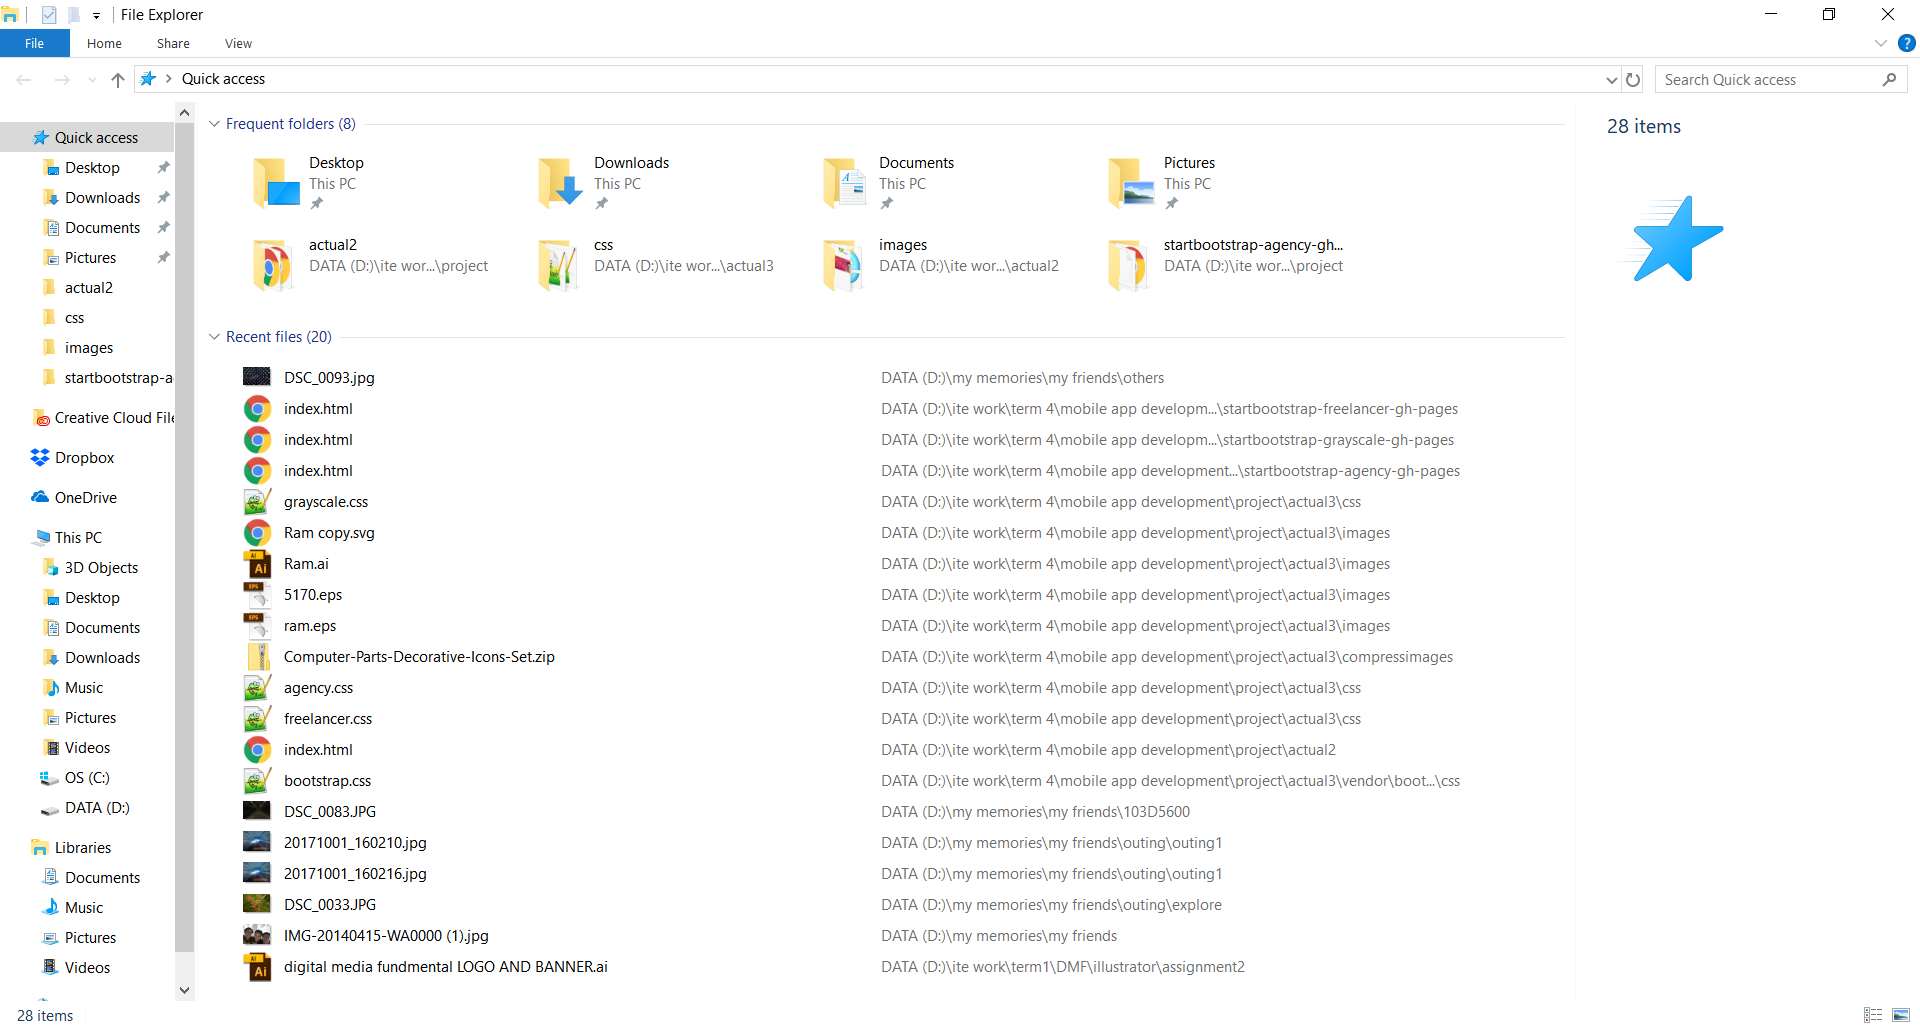 File Explorer
File Home Share View
Quick access
Search Quick access
Quick access
Desktop
Downloads
Documents
Pictures
actual2
css
images
startbootstrap-a
Creative Cloud File
Dropbox
OneDrive
This PC
3D Objects
Desktop
Documents
Downloads
Music
Pictures
Videos
OS (C:)
DATA (D:)
Libraries
Documents
Music
Pictures
Videos
Frequent folders (8)
Desktop
This PC
Downloads
This PC
Documents
This PC
Pictures
This PC
actual2
DATA (D:)\ite wor...\project
css
DATA (D:)\ite wor...\actual3
images
DATA (D:)\ite wor...\actual2
startbootstrap-agency-gh...
DATA (D:)\ite wor...\project
Recent files (20)
DSC_0093.jpg DATA (D:)\my memories\my friends\others
index.html DATA (D:)\ite work\term 4\mobile app developm...\startbootstrap-freelancer-gh-pages
index.html DATA (D:)\ite work\term 4\mobile app developm...\startbootstrap-grayscale-gh-pages
index.html DATA (D:)\ite work\term 4\mobile app development...\startbootstrap-agency-gh-pages
grayscale.css DATA (D:)\ite work\term 4\mobile app development\project\actual3\css
Ram copy.svg DATA (D:)\ite work\term 4\mobile app development\project\actual3\images
Ram.ai DATA (D:)\ite work\term 4\mobile app development\project\actual3\images
5170.eps DATA (D:)\ite work\term 4\mobile app development\project\actual3\images
ram.eps DATA (D:)\ite work\term 4\mobile app development\project\actual3\images
Computer-Parts-Decorative-Icons-Set.zip DATA (D:)\ite work\term 4\mobile app development\project\actual3\compressimages
agency.css DATA (D:)\ite work\term 4\mobile app development\project\actual3\css
freelancer.css DATA (D:)\ite work\term 4\mobile app development\project\actual3\css
index.html DATA (D:)\ite work\term 4\mobile app development\project\actual2
bootstrap.css DATA (D:)\ite work\term 4\mobile app development\project\actual3\vendor\boot...\css
DSC_0083.JPG DATA (D:)\my memories\my friends\103D5600
20171001_160210.jpg DATA (D:)\my memories\my friends\outing\outing1
20171001_160216.jpg DATA (D:)\my memories\my friends\outing\outing1
DSC_0033.JPG DATA (D:)\my memories\my friends\outing\explore
IMG-20140415-WA0000 (1).jpg DATA (D:)\my memories\my friends
digital media fundmental LOGO AND BANNER.ai DATA (D:)\ite work\term1\DMF\illustrator\assignment2
28 items
28 items